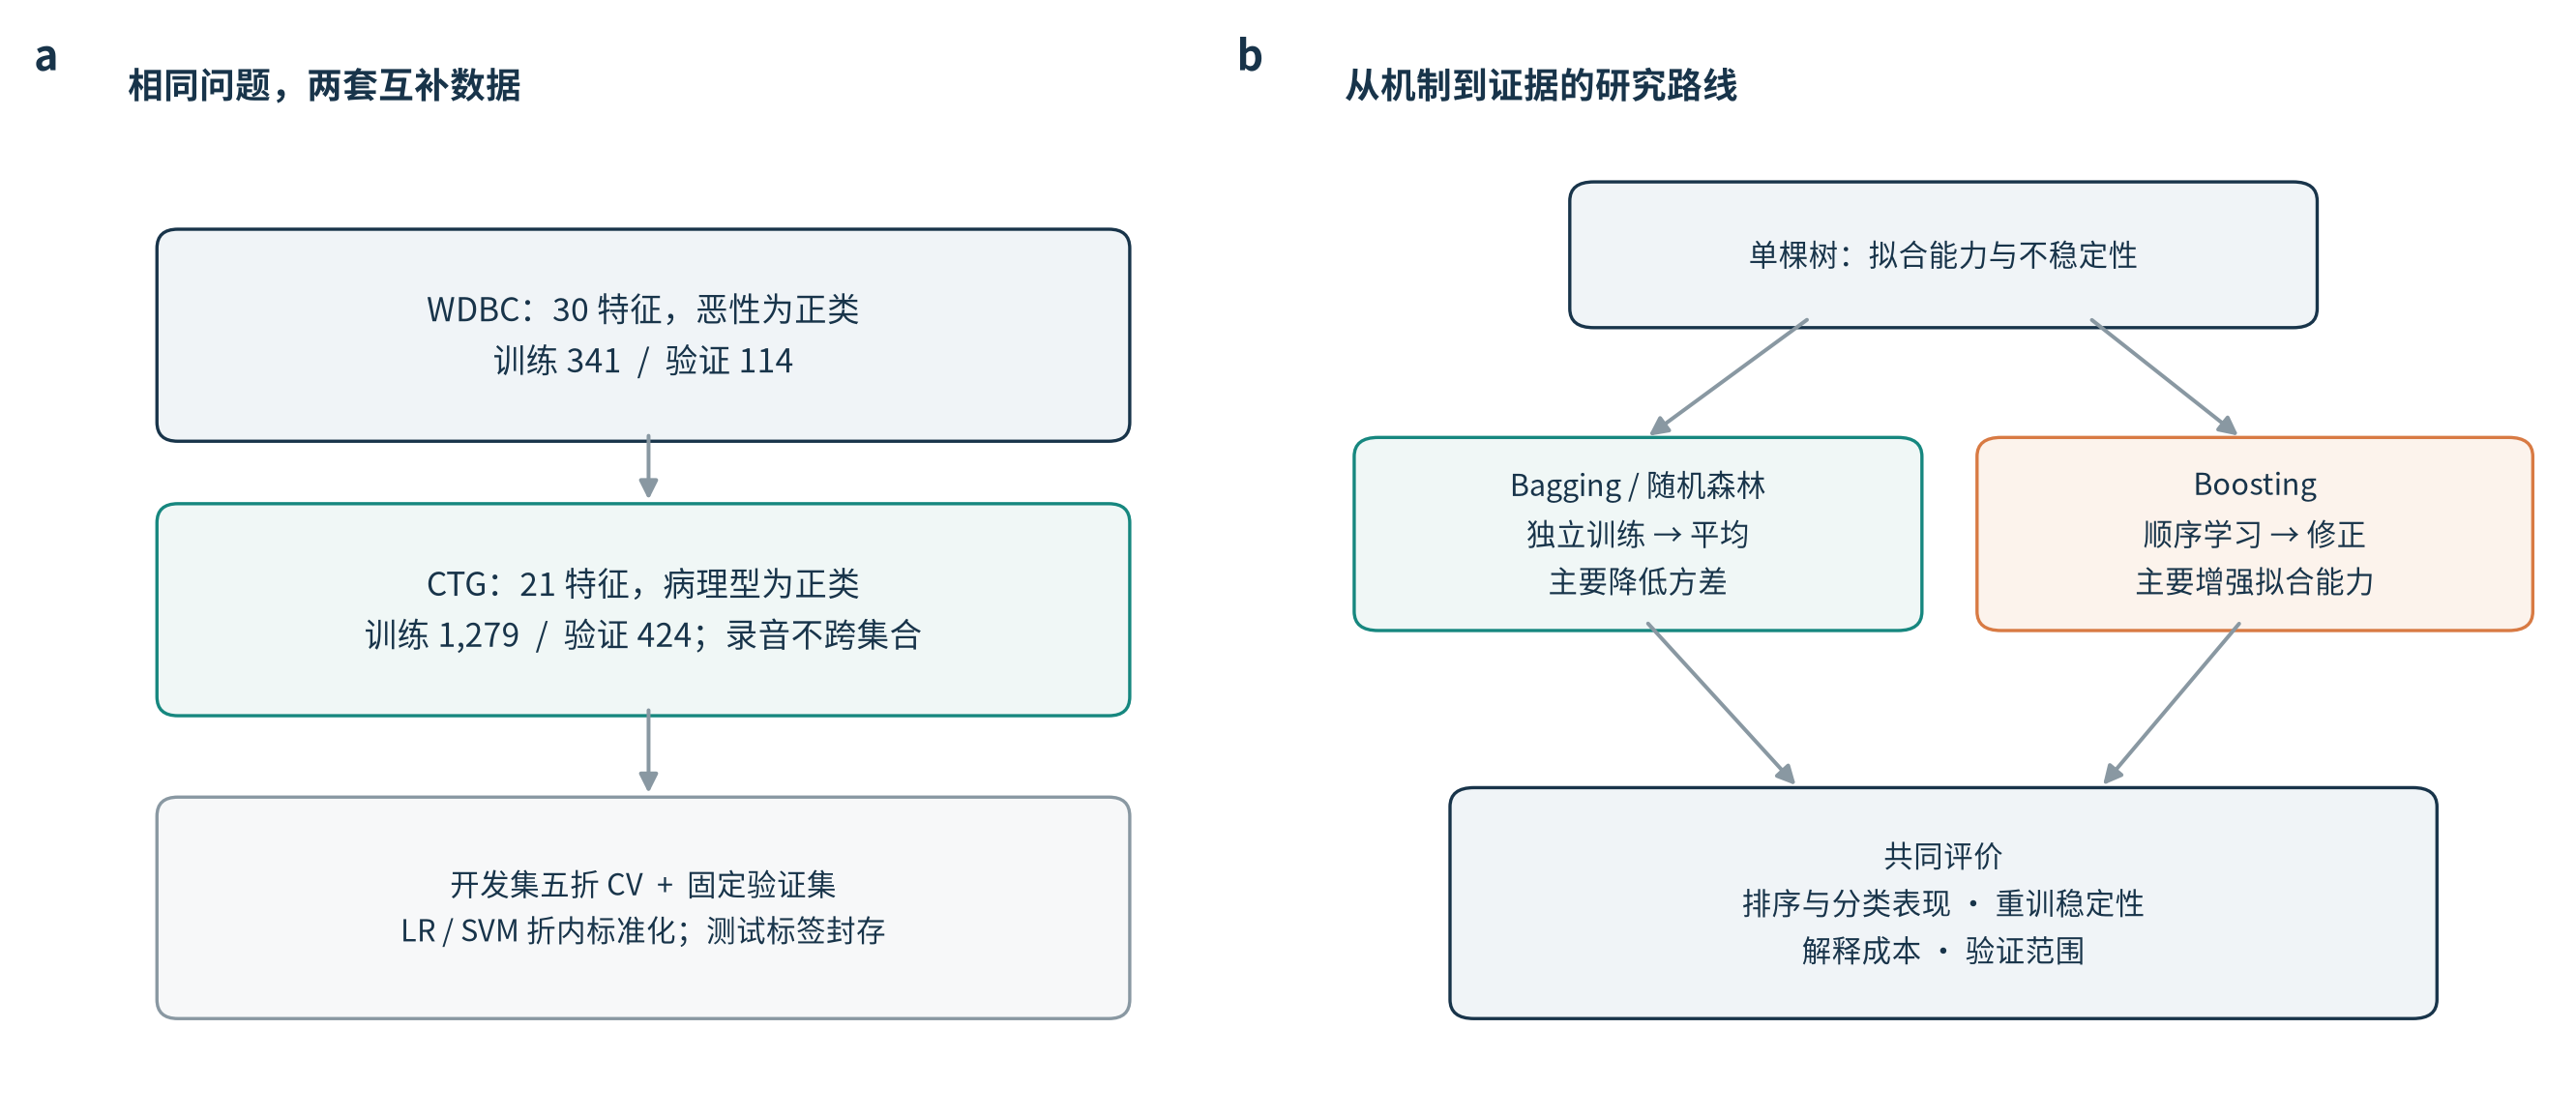 a
相同问题，两套互补数据
WDBC：30 特征，恶性为正类
训练 341 / 验证 114
CTG：21 特征，病理型为正类
训练 1,279 / 验证 424；录音不跨集合
开发集五折 CV + 固定验证集
LR / SVM 折内标准化；测试标签封存
b
从机制到证据的研究路线
单棵树：拟合能力与不稳定性
Bagging / 随机森林
独立训练 → 平均
主要降低方差
Boosting
顺序学习 → 修正
主要增强拟合能力
共同评价
排序与分类表现 · 重训稳定性
解释成本 · 验证范围